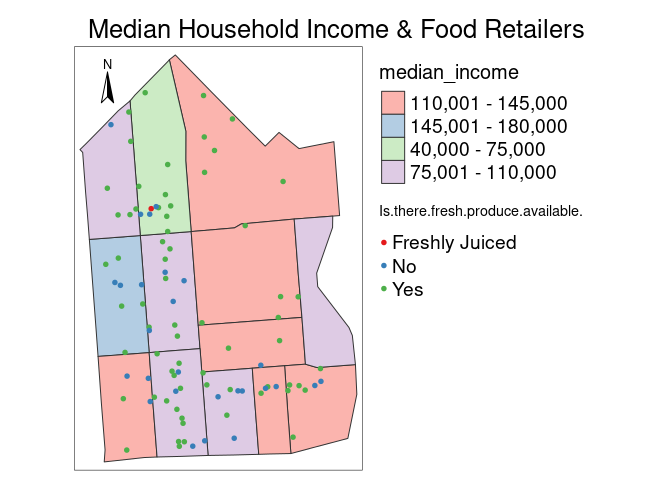 Median Household Income & Food Retailers
N
median_income
110,001 - 145,000
145,001 - 180,000
40,000 - 75,000
75,001 - 110,000
Is.there.fresh.produce.available.
Freshly Juiced
No
Yes